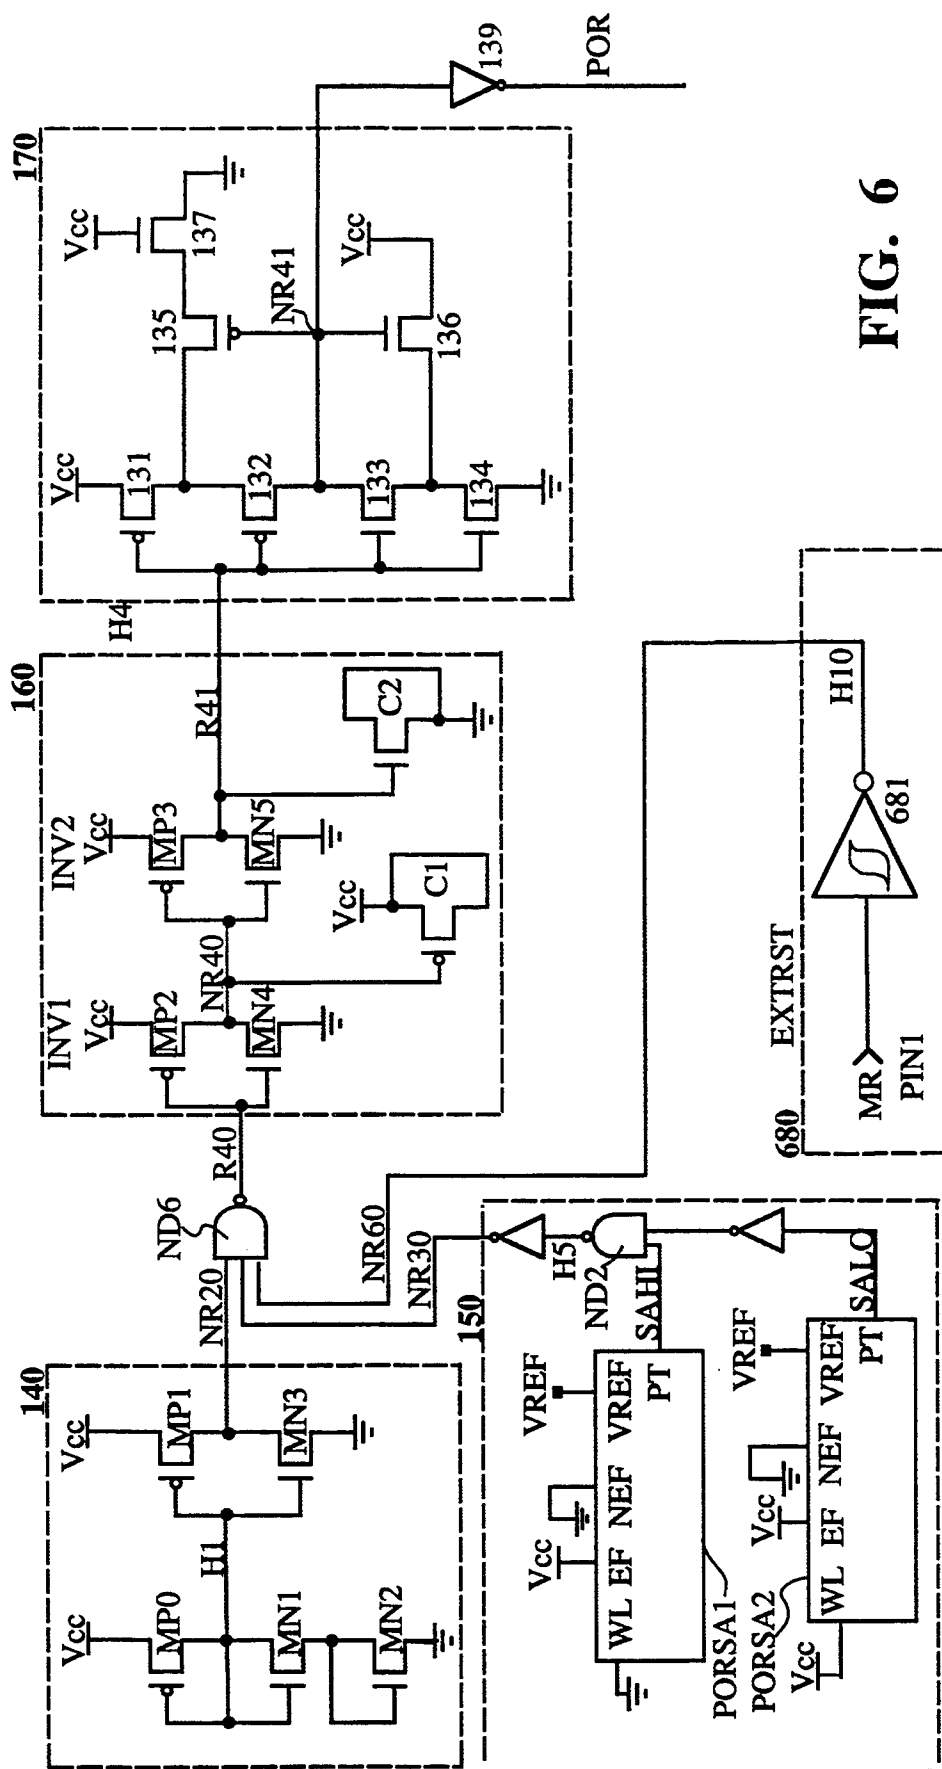 140
Vcc
MP0
H1
MN1
MN2
Vcc
MP1
MN3
NR20
ND6
R40
NR60
NR30
160
INV1
Vcc
MP2
NR40
MN4
INV2
Vcc
MP3
MN5
R41
Vcc
C1
C2
H4
170
Vcc
131
132
133
134
135
Vcc
137
NR41
Vcc
136
139
POR
150
H5
ND2
SAHI
SALO
VREF
Vcc
WL EF NEF VREF
PT
PORSA1
VREF
Vcc
WL EF NEF VREF
PT
Vcc
PORSA2
680
EXTRST
MR
PIN1
681
H10
FIG. 6